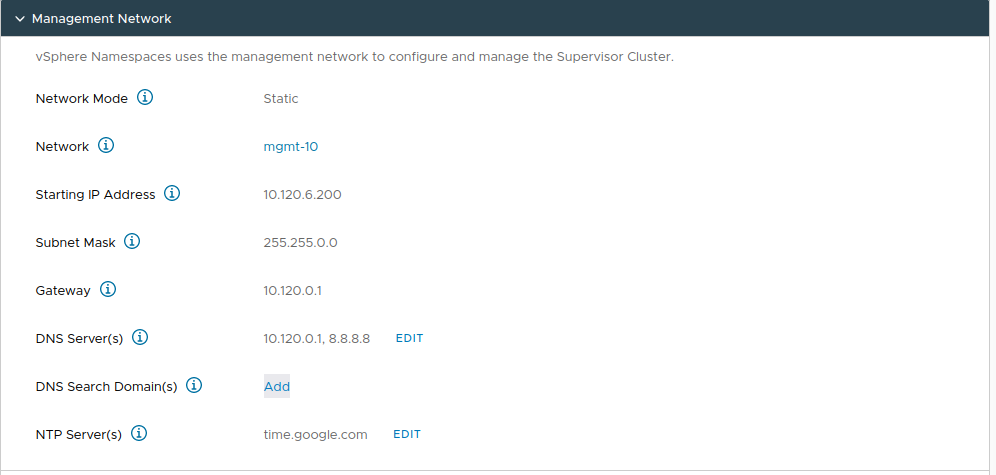 Management Network
vSphere Namespaces uses the management network to configure and manage the Supervisor Cluster.
Network Mode Static
Network mgmt-10
Starting IP Address 10.120.6.200
Subnet Mask 255.255.0.0
Gateway 10.120.0.1
DNS Server(s) 10.120.0.1, 8.8.8.8 EDIT
DNS Search Domain(s) Add
NTP Server(s) time.google.com EDIT